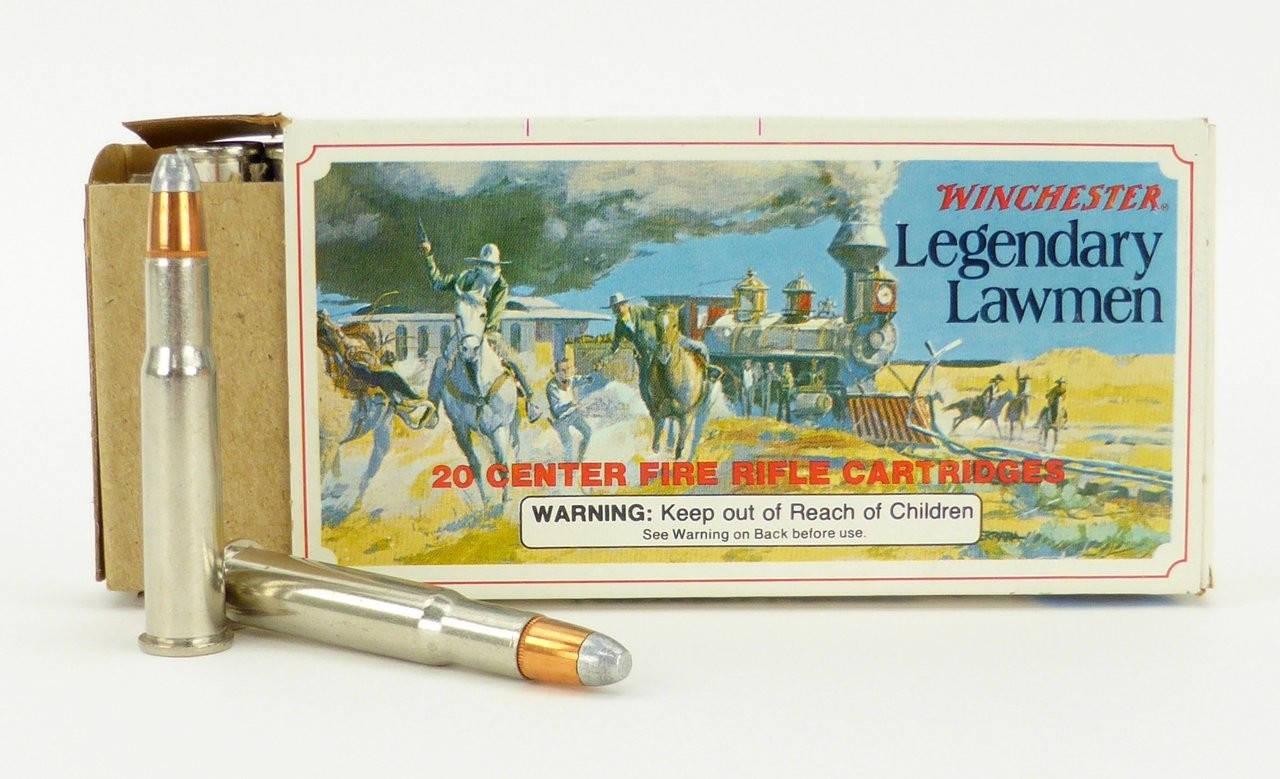 WINCHESTER®
Legendary
Lawmen
20 CENTER FIRE RIFLE CARTRIDGES
WARNING: Keep out of Reach of Children
See Warning on Back before use.